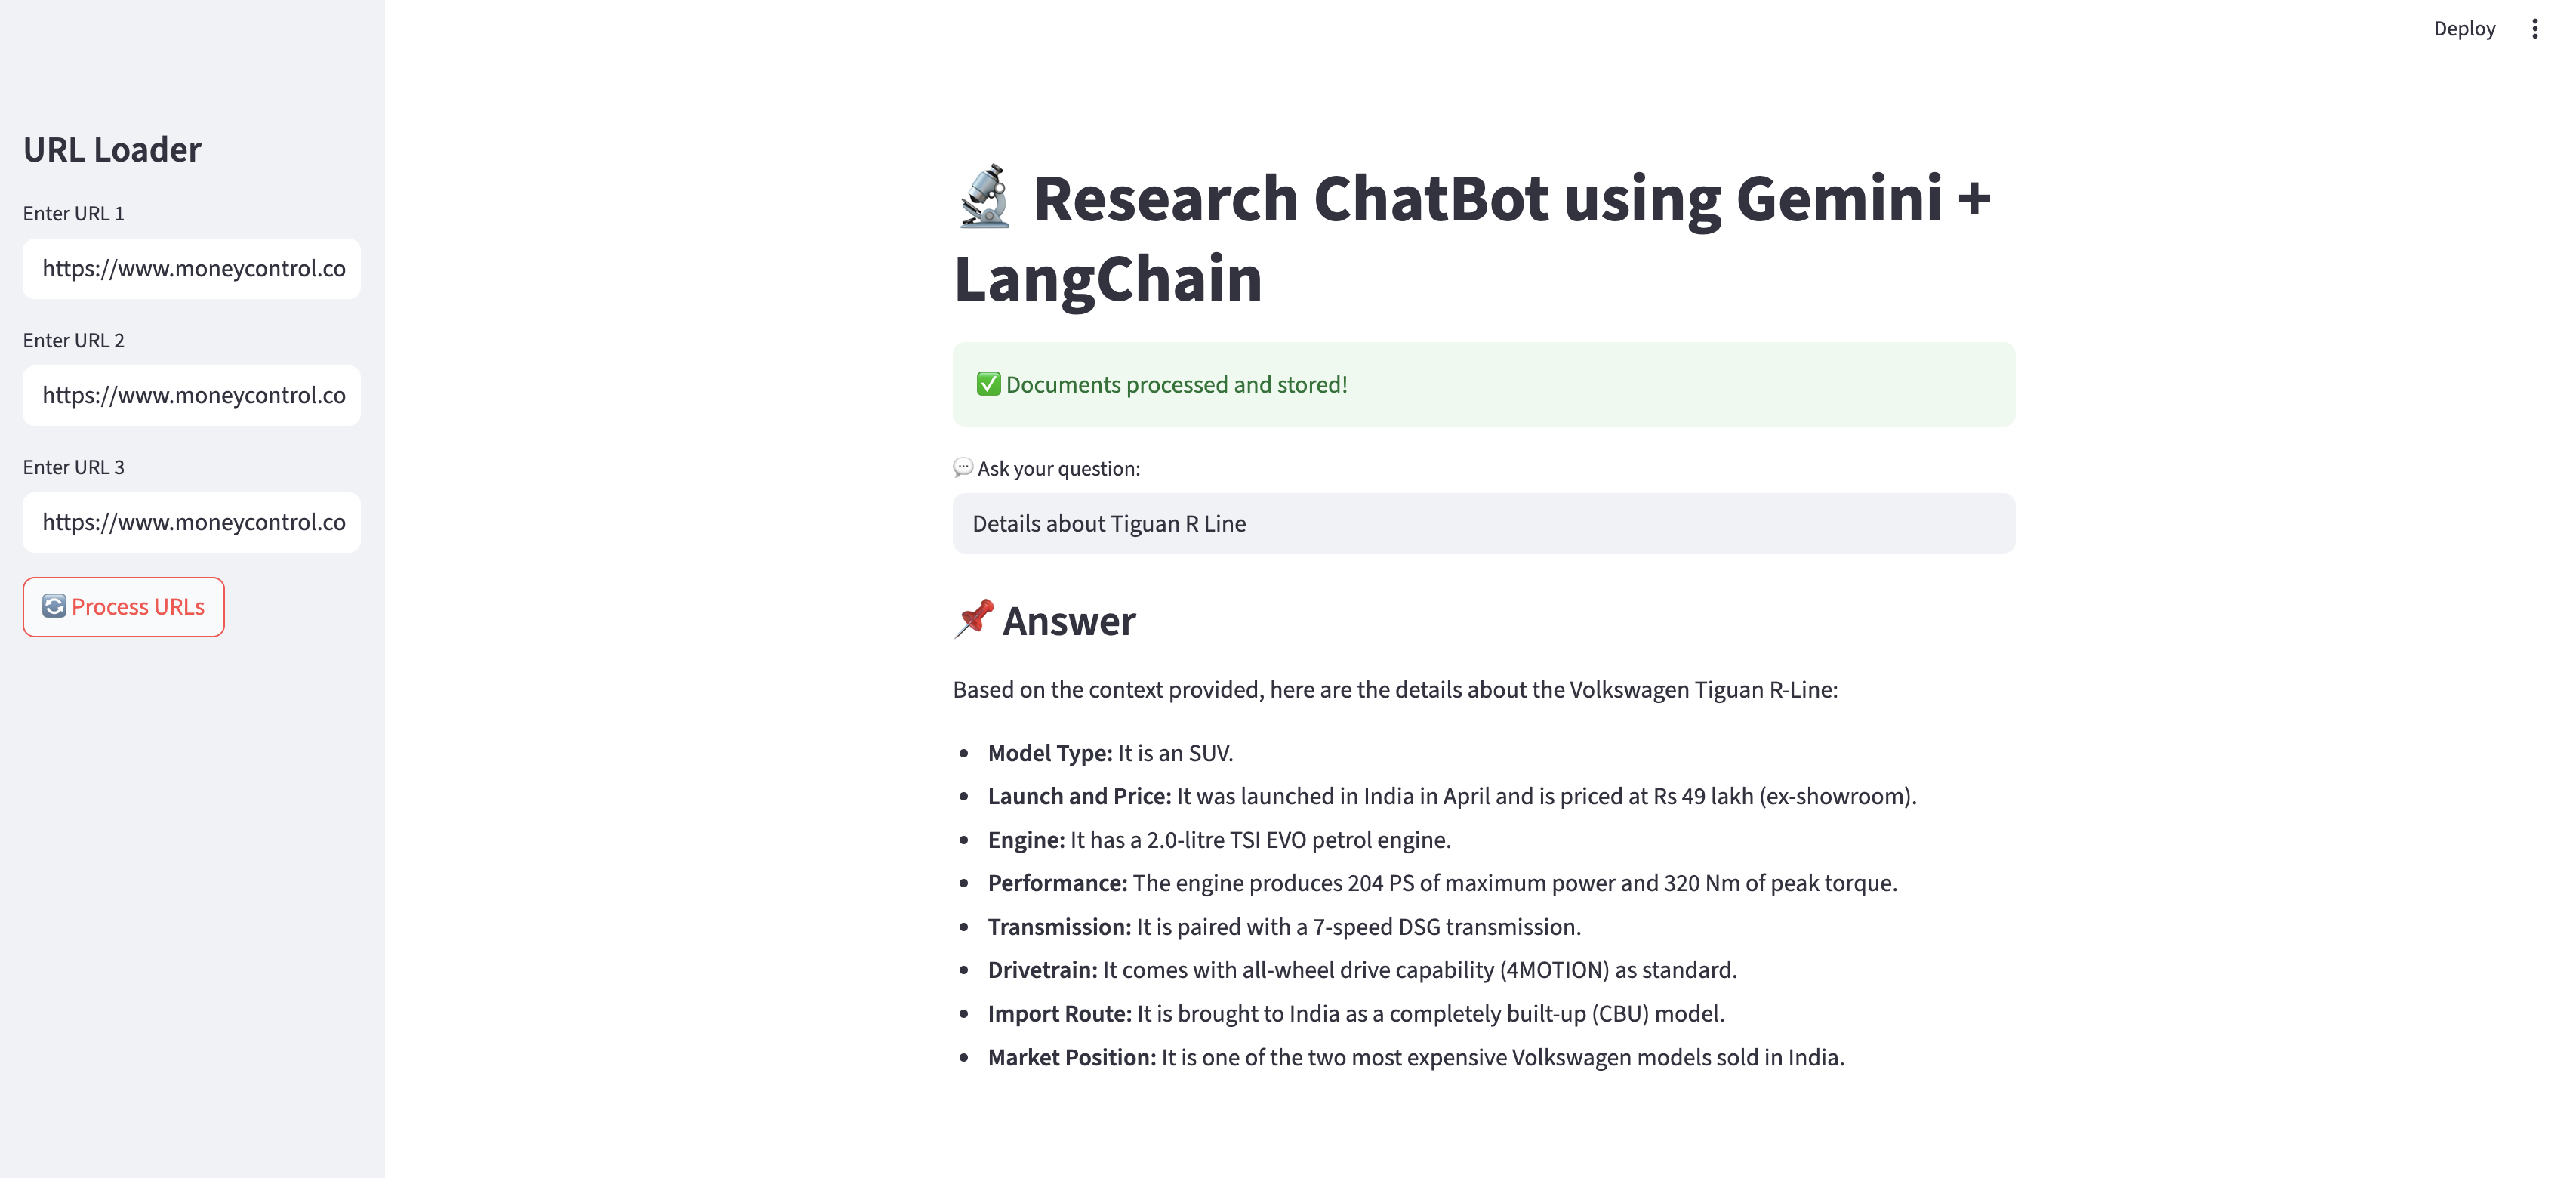 Deploy
URL Loader
Enter URL 1
https://www.moneycontrol.co
Enter URL 2
https://www.moneycontrol.co
Enter URL 3
https://www.moneycontrol.co
Process URLs
Research ChatBot using Gemini +
LangChain
Documents processed and stored!
Ask your question:
Details about Tiguan R Line
Answer
Based on the context provided, here are the details about the Volkswagen Tiguan R-Line:
• Model Type: It is an SUV.
• Launch and Price: It was launched in India in April and is priced at Rs 49 lakh (ex-showroom).
• Engine: It has a 2.0-litre TSI EVO petrol engine.
• Performance: The engine produces 204 PS of maximum power and 320 Nm of peak torque.
• Transmission: It is paired with a 7-speed DSG transmission.
• Drivetrain: It comes with all-wheel drive capability (4MOTION) as standard.
• Import Route: It is brought to India as a completely built-up (CBU) model.
• Market Position: It is one of the two most expensive Volkswagen models sold in India.